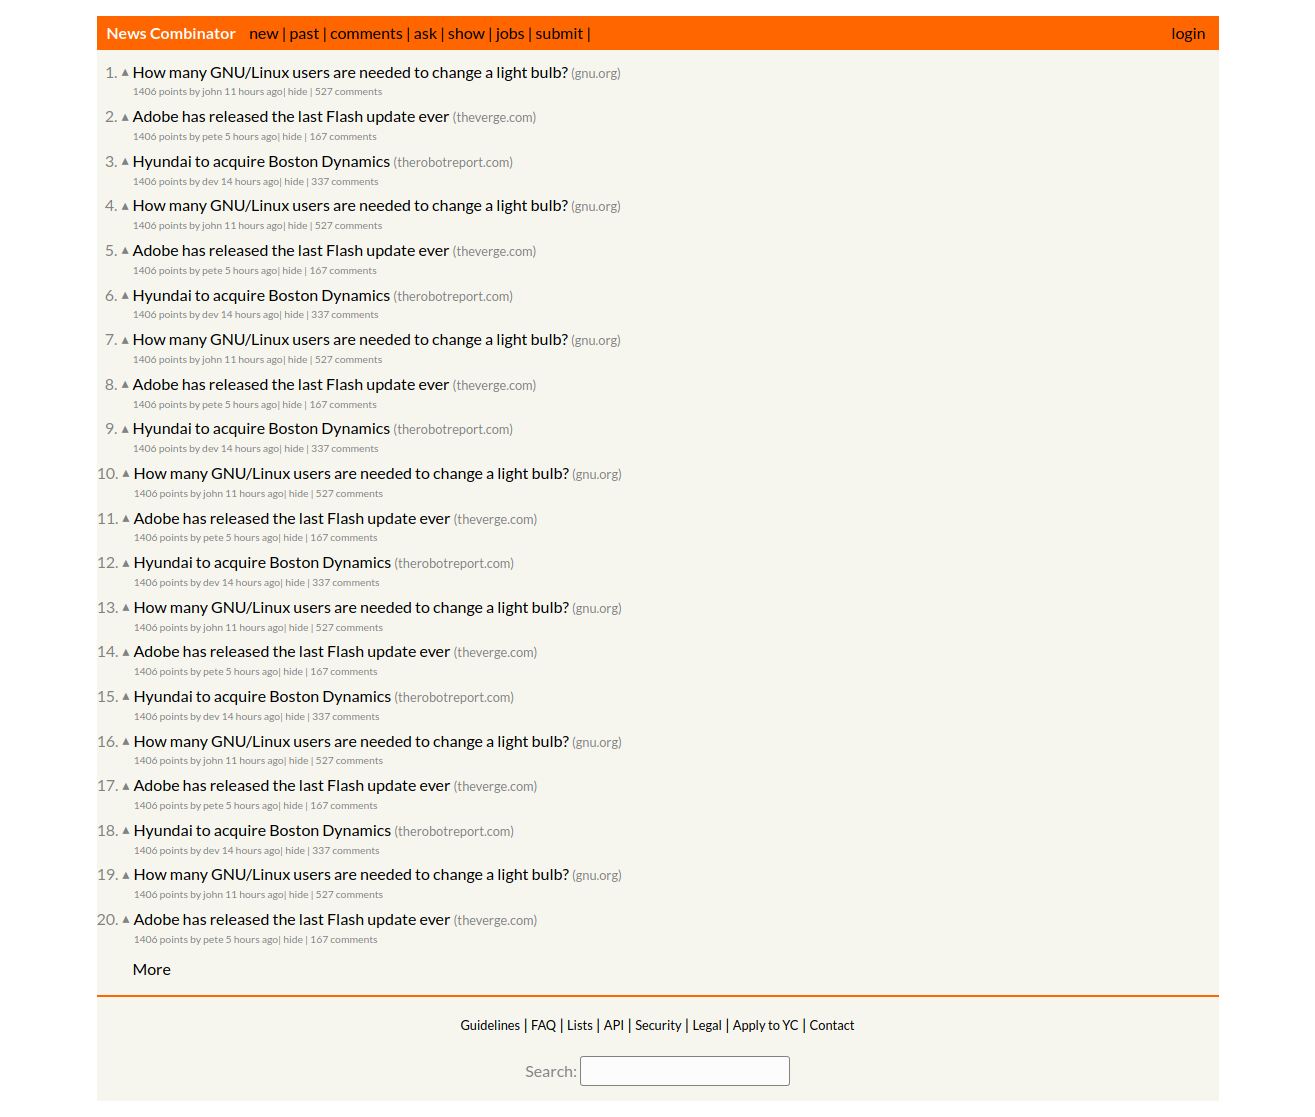 News Combinator new | past | comments | ask | show | jobs | submit | login
1. ▲ How many GNU/Linux users are needed to change a light bulb? (gnu.org)
1406 points by john 11 hours ago| hide | 527 comments
2. ▲ Adobe has released the last Flash update ever (theverge.com)
1406 points by pete 5 hours ago| hide | 167 comments
3. ▲ Hyundai to acquire Boston Dynamics (therobotreport.com)
1406 points by dev 14 hours ago| hide | 337 comments
4. ▲ How many GNU/Linux users are needed to change a light bulb? (gnu.org)
1406 points by john 11 hours ago| hide | 527 comments
5. ▲ Adobe has released the last Flash update ever (theverge.com)
1406 points by pete 5 hours ago| hide | 167 comments
6. ▲ Hyundai to acquire Boston Dynamics (therobotreport.com)
1406 points by dev 14 hours ago| hide | 337 comments
7. ▲ How many GNU/Linux users are needed to change a light bulb? (gnu.org)
1406 points by john 11 hours ago| hide | 527 comments
8. ▲ Adobe has released the last Flash update ever (theverge.com)
1406 points by pete 5 hours ago| hide | 167 comments
9. ▲ Hyundai to acquire Boston Dynamics (therobotreport.com)
1406 points by dev 14 hours ago| hide | 337 comments
10. ▲ How many GNU/Linux users are needed to change a light bulb? (gnu.org)
1406 points by john 11 hours ago| hide | 527 comments
11. ▲ Adobe has released the last Flash update ever (theverge.com)
1406 points by pete 5 hours ago| hide | 167 comments
12. ▲ Hyundai to acquire Boston Dynamics (therobotreport.com)
1406 points by dev 14 hours ago| hide | 337 comments
13. ▲ How many GNU/Linux users are needed to change a light bulb? (gnu.org)
1406 points by john 11 hours ago| hide | 527 comments
14. ▲ Adobe has released the last Flash update ever (theverge.com)
1406 points by pete 5 hours ago| hide | 167 comments
15. ▲ Hyundai to acquire Boston Dynamics (therobotreport.com)
1406 points by dev 14 hours ago| hide | 337 comments
16. ▲ How many GNU/Linux users are needed to change a light bulb? (gnu.org)
1406 points by john 11 hours ago| hide | 527 comments
17. ▲ Adobe has released the last Flash update ever (theverge.com)
1406 points by pete 5 hours ago| hide | 167 comments
18. ▲ Hyundai to acquire Boston Dynamics (therobotreport.com)
1406 points by dev 14 hours ago| hide | 337 comments
19. ▲ How many GNU/Linux users are needed to change a light bulb? (gnu.org)
1406 points by john 11 hours ago| hide | 527 comments
20. ▲ Adobe has released the last Flash update ever (theverge.com)
1406 points by pete 5 hours ago| hide | 167 comments
More
Guidelines | FAQ | Lists | API | Security | Legal | Apply to YC | Contact
Search: